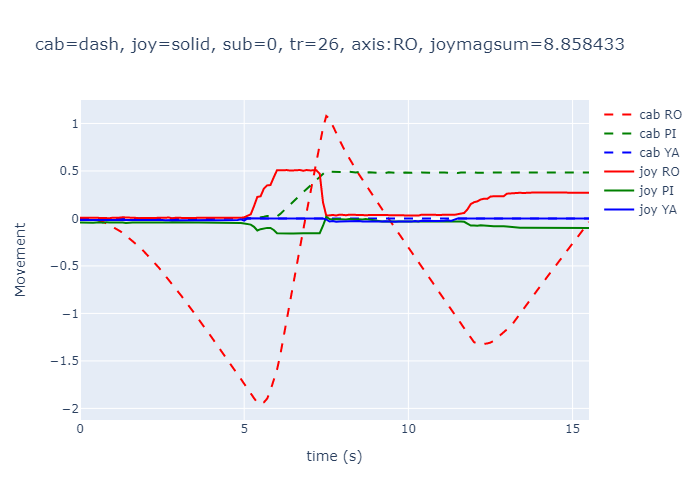 cab=dash, joy=solid, sub=0, tr=26, axis:RO, joymagsum=8.858433
cab RO
cab PI
cab YA
joy RO
joy PI
joy YA
Movement
1
0.5
0
−0.5
−1
−1.5
−2
0
5
10
15
time (s)